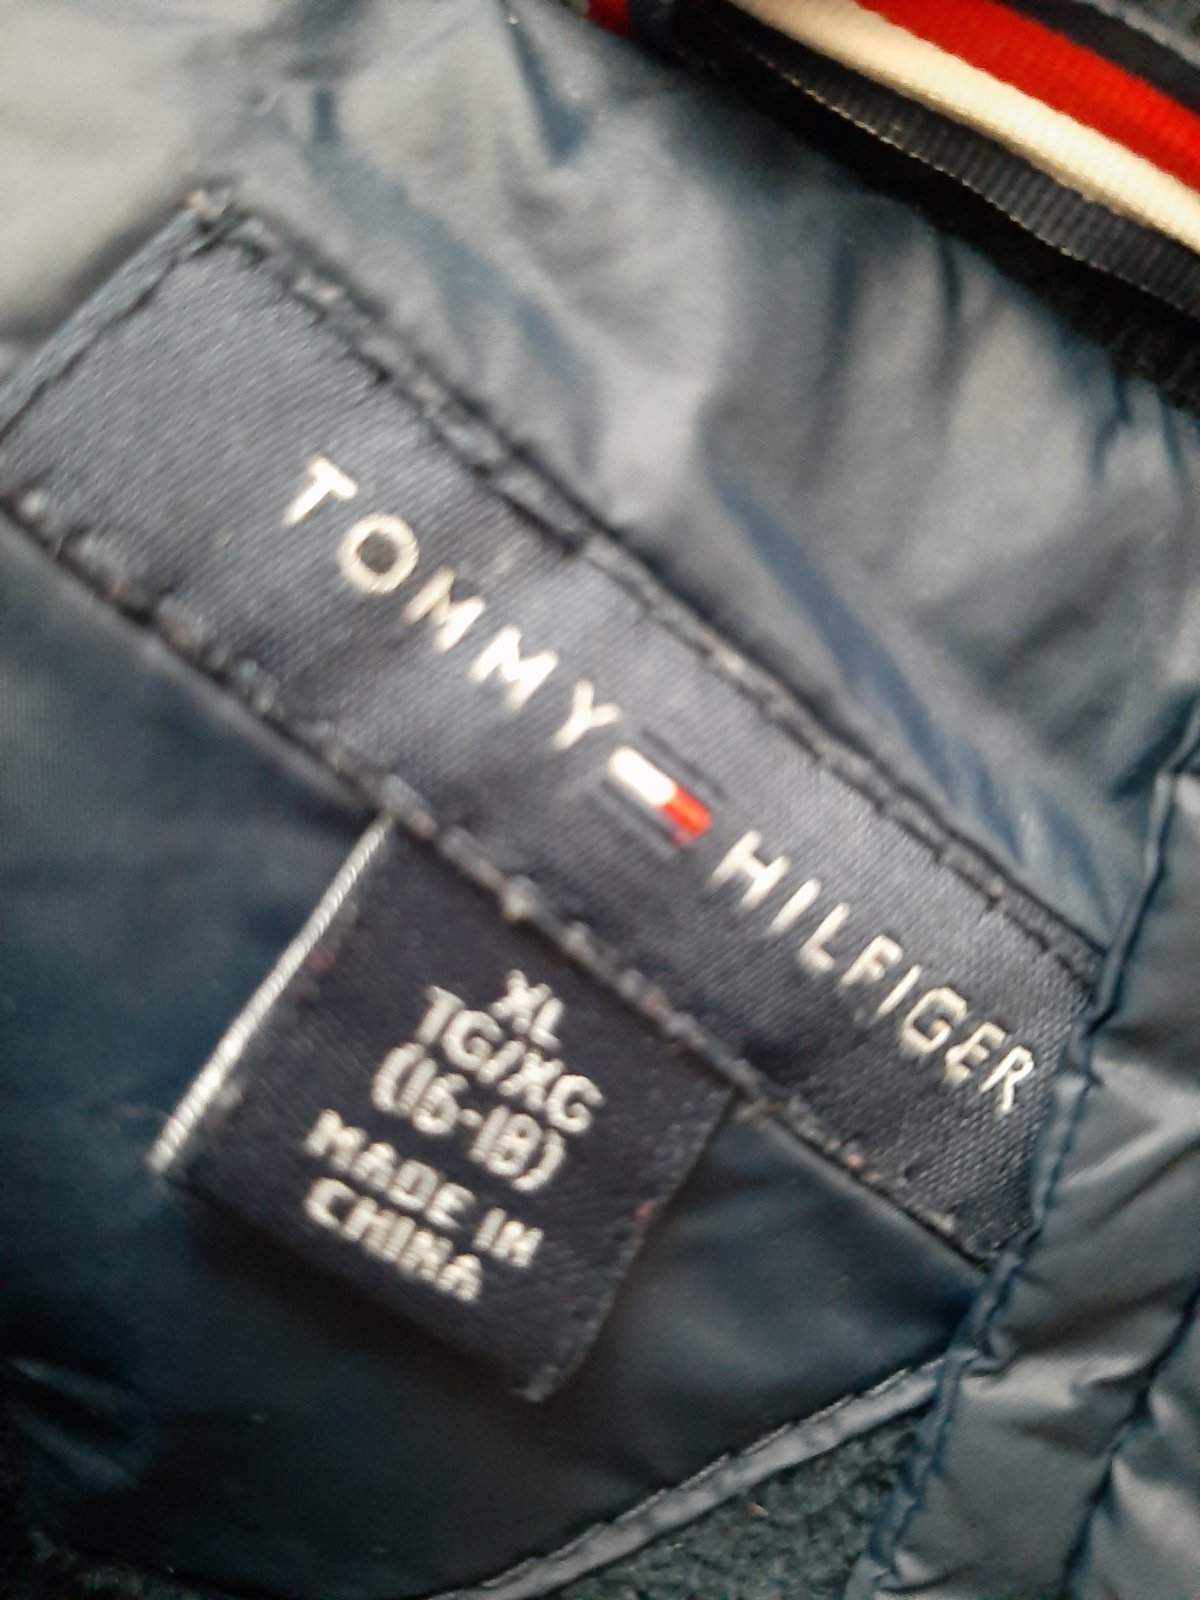 TOMMY HILFIGER
XL
TG/XG
(16-18)
MADE IN
CHINA